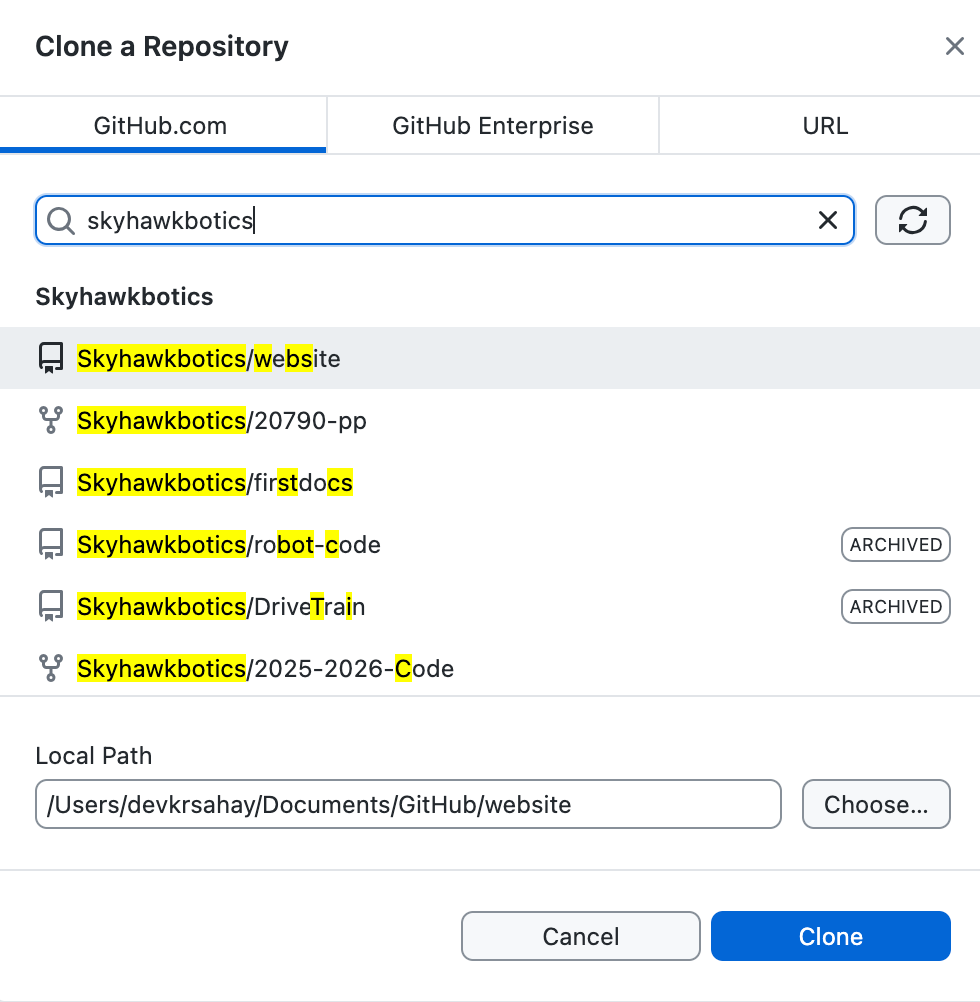 Clone a Repository
GitHub.com
GitHub Enterprise
URL
skyhawkbotics
Skyhawkbotics
Skyhawkbotics/website
Skyhawkbotics/20790-pp
Skyhawkbotics/firstdocs
Skyhawkbotics/robot-code
ARCHIVED
Skyhawkbotics/DriveTrain
ARCHIVED
Skyhawkbotics/2025-2026-Code
Local Path
/Users/devkrsahay/Documents/GitHub/website
Choose...
Cancel
Clone